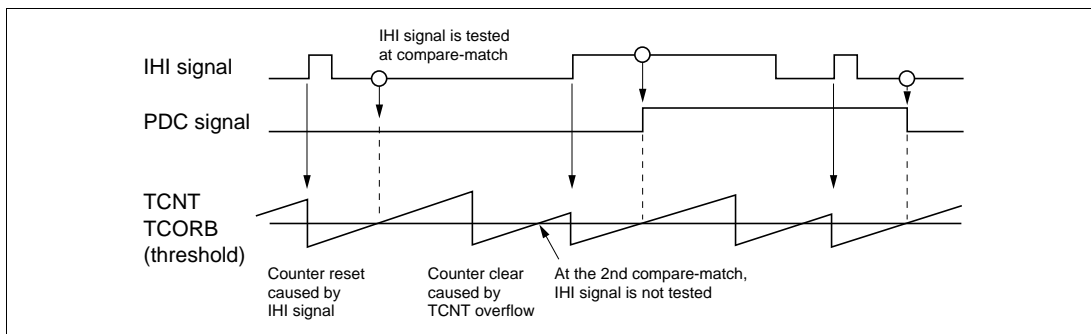 IHI signal is tested
at compare-match
IHI signal
PDC signal
TCNT
TCORB
(threshold)
Counter reset
caused by
IHI signal
Counter clear
caused by
TCNT overflow
At the 2nd compare-match,
IHI signal is not tested